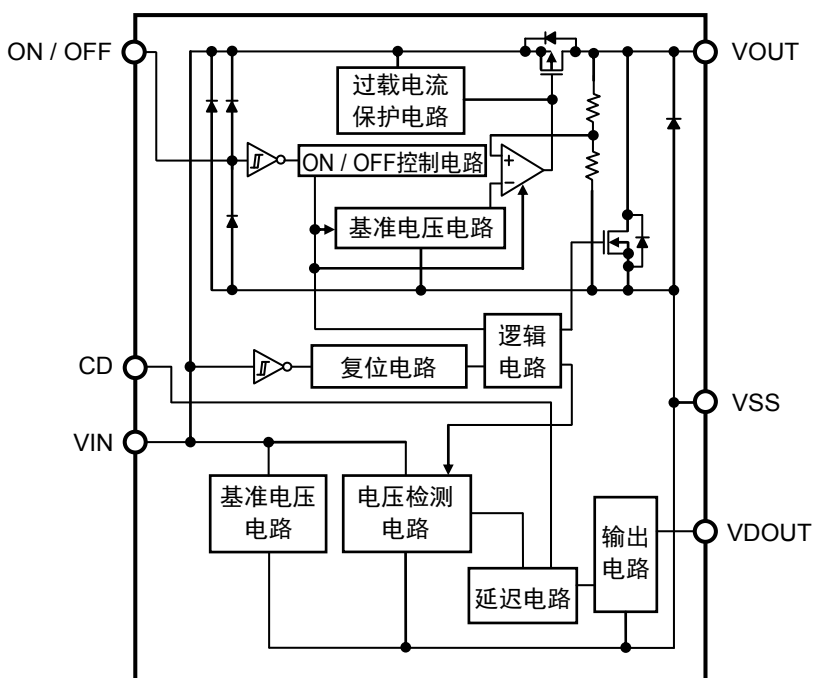 ON / OFF
VOUT
过载电流
保护电路
+
ON / OFF控制电路
−
基准电压电路
逻辑
电路
CD
复位电路
VSS
VIN
基准电压
电路
电压检测
电路
输出
电路
VDOUT
延迟电路